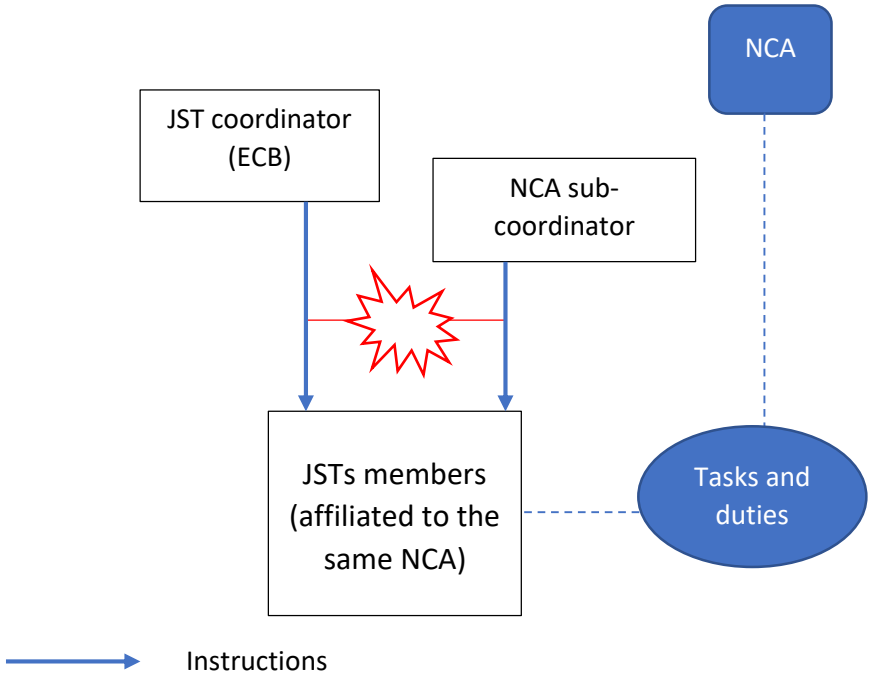 NCA
JST coordinator
(ECB)
NCA sub-
coordinator
JSTs members
(affiliated to the
same NCA)
Tasks and
duties
Instructions